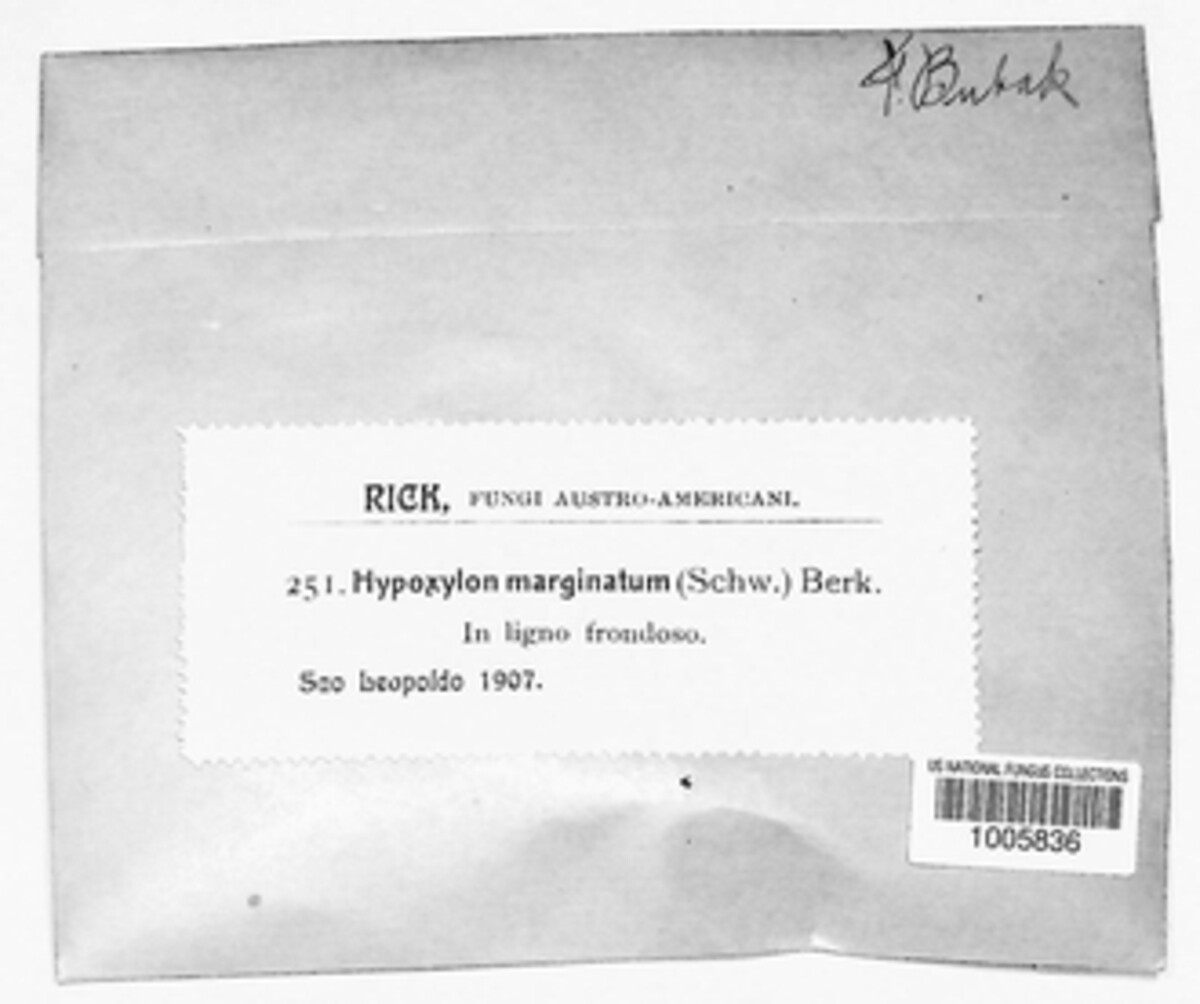 F. Bubak
RICK, FUNGI AUSTRO-AMERICANI.
251. Hypoxylon marginatum (Schw.) Berk.
In ligno frondoso.
Sao Leopoldo 1907.
US NATIONAL FUNGUS COLLECTIONS
1005836